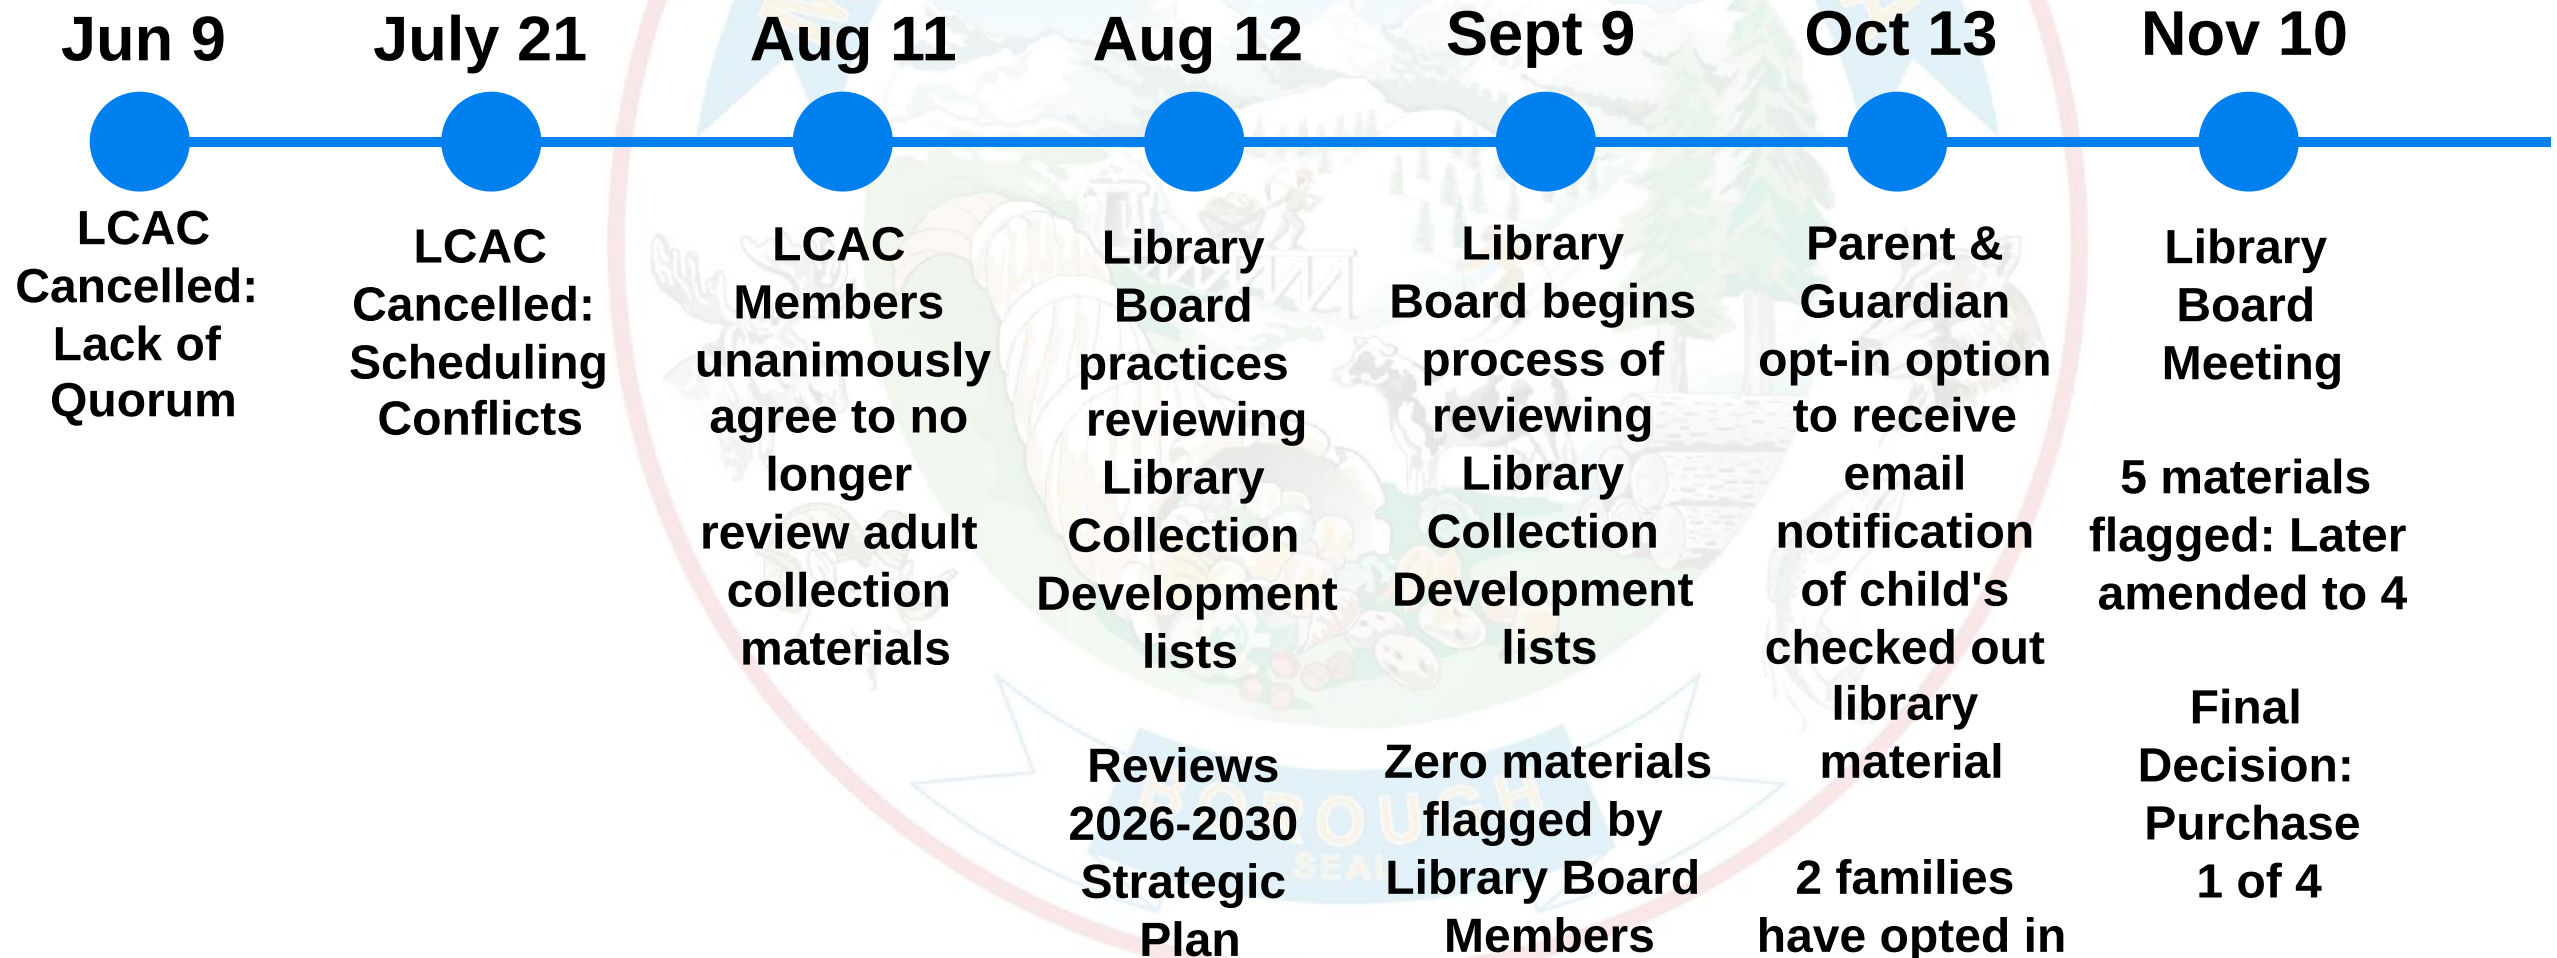 Jun 9
LCAC
Cancelled:
Lack of
Quorum
July 21
LCAC
Cancelled:
Scheduling
Conflicts
Aug 11
LCAC
Members
unanimously
agree to no
longer
review adult
collection
materials
Aug 12
Library
Board
practices
reviewing
Library
Collection
Development
lists
Reviews
2026-2030
Strategic
Plan
Sept 9
Library
Board begins
process of
reviewing
Library
Collection
Development
lists
Zero materials
flagged by
Library Board
Members
Oct 13
Parent &
Guardian
opt-in option
to receive
email
notification
of child's
checked out
library
material
2 families
have opted in
Nov 10
Library
Board
Meeting
5 materials
flagged: Later
amended to 4
Final
Decision:
Purchase
1 of 4
BOROUGH
SEAL